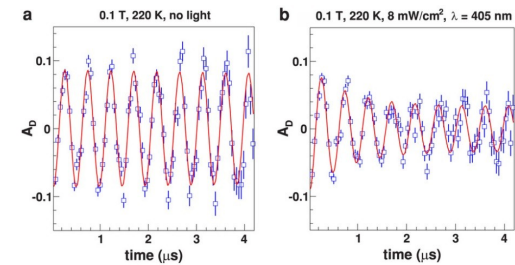 a
0.1 T, 220 K, no light
0.1
0
-0.1
A_D
1
2
3
4
time (μs)
b
0.1 T, 220 K, 8 mW/cm², λ = 405 nm
0.1
0
-0.1
A_D
1
2
3
4
time (μs)